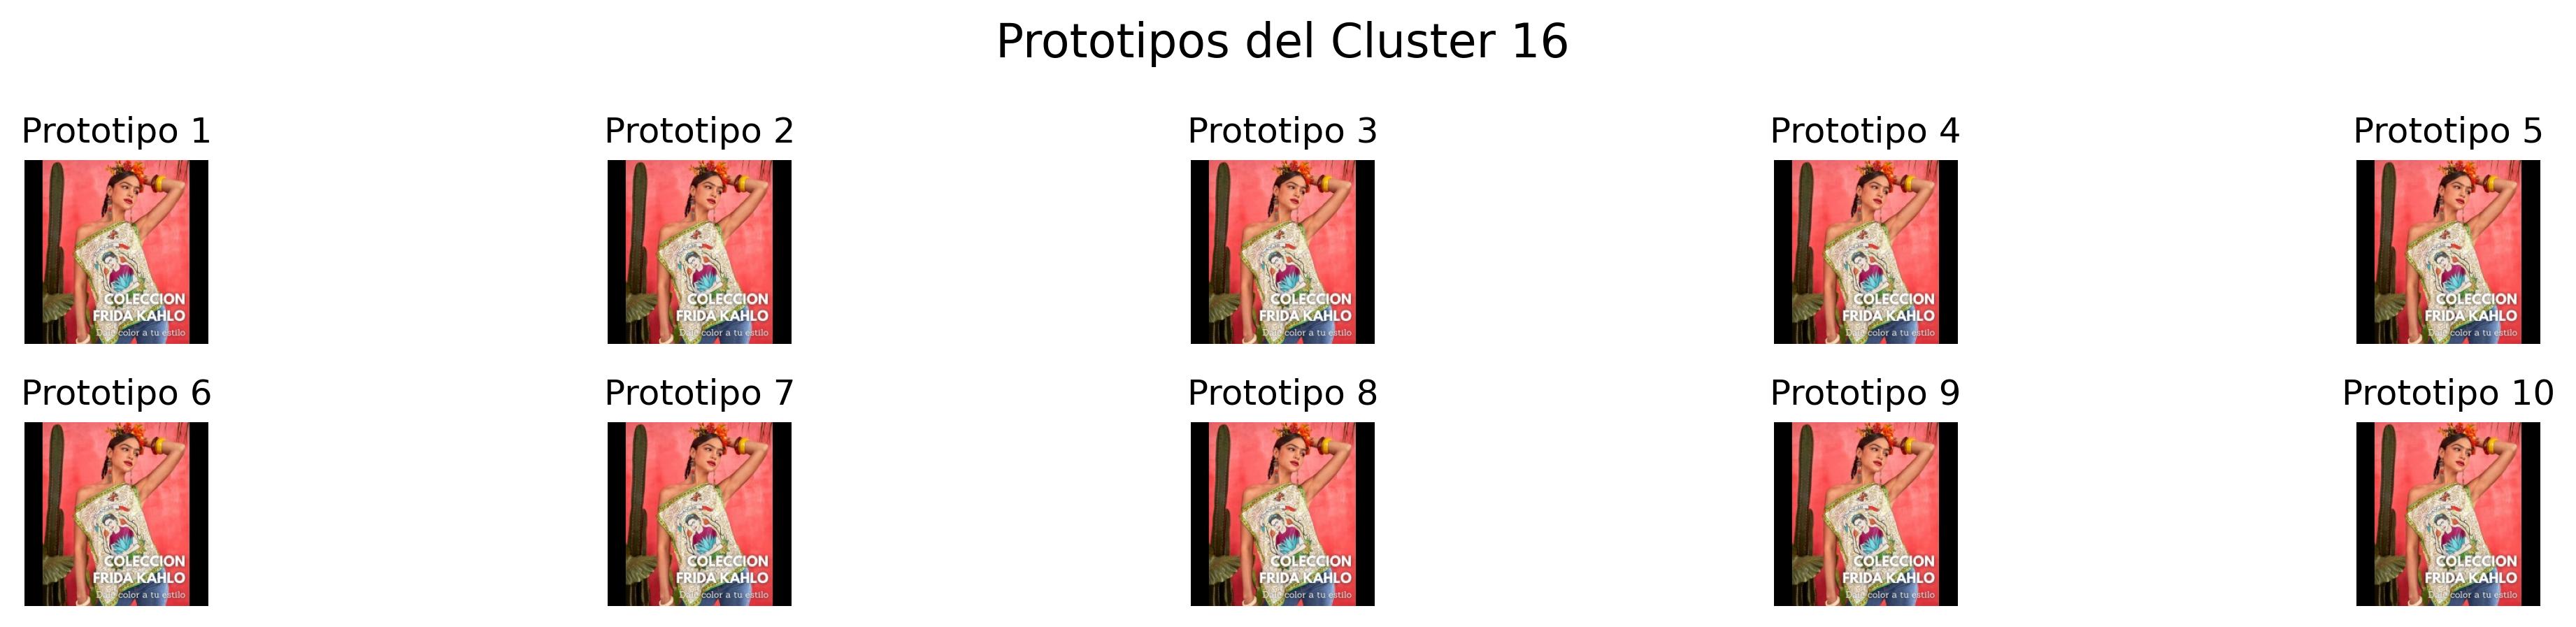 Prototipos del Cluster 16
Prototipo 1
Prototipo 2
Prototipo 3
Prototipo 4
Prototipo 5
COLECCION
FRIDA KAHLO
Dale color a tu estilo
COLECCION
FRIDA KAHLO
Dale color a tu estilo
COLECCION
FRIDA KAHLO
Dale color a tu estilo
COLECCION
FRIDA KAHLO
Dale color a tu estilo
COLECCION
FRIDA KAHLO
Dale color a tu estilo
Prototipo 6
Prototipo 7
Prototipo 8
Prototipo 9
Prototipo 10
COLECCION
FRIDA KAHLO
Dale color a tu estilo
COLECCION
FRIDA KAHLO
Dale color a tu estilo
COLECCION
FRIDA KAHLO
Dale color a tu estilo
COLECCION
FRIDA KAHLO
Dale color a tu estilo
COLECCION
FRIDA KAHLO
Dale color a tu estilo